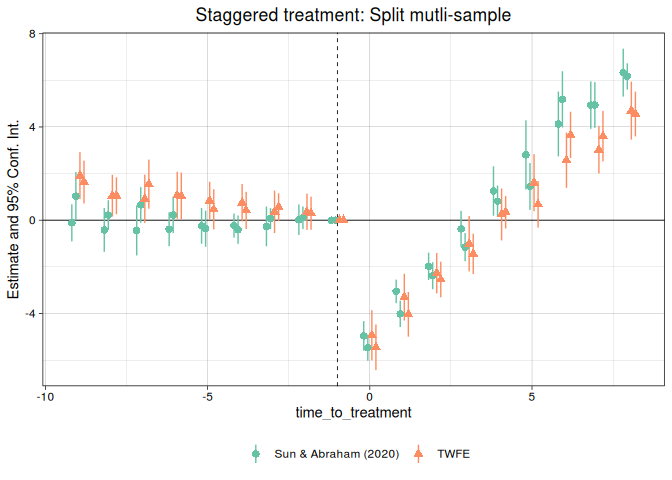 Staggered treatment: Split mutli-sample
Estimate and 95% Conf. Int.
8
4
0
-4
-10
-5
0
5
time_to_treatment
Sun & Abraham (2020)
TWFE